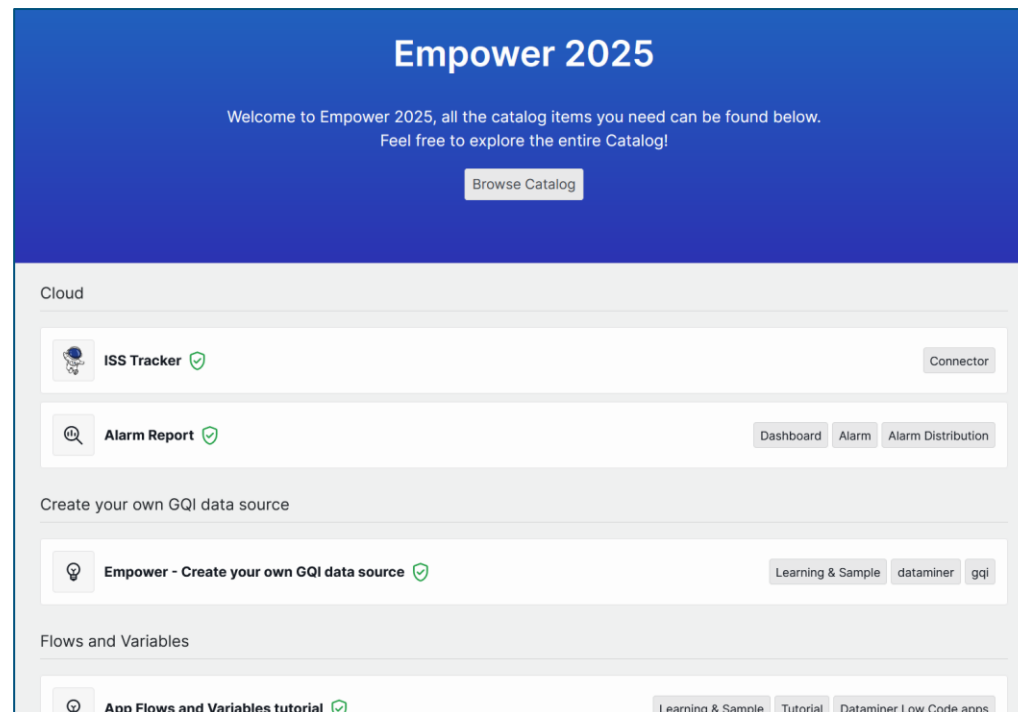 Empower 2025
Welcome to Empower 2025, all the catalog items you need can be found below.
Feel free to explore the entire Catalog!
Browse Catalog
Cloud
ISS Tracker
Connector
Alarm Report
Dashboard Alarm Alarm Distribution
Create your own GQI data source
Empower - Create your own GQI data source
Learning & Sample dataminer gqi
Flows and Variables
App Flows and Variables tutorial
Learning & Sample Tutorial Dataminer Low Code apps